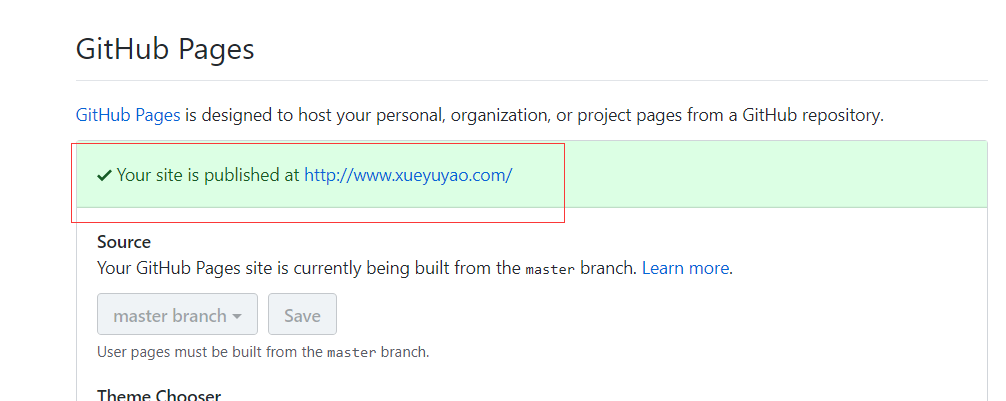 GitHub Pages
GitHub Pages is designed to host your personal, organization, or project pages from a GitHub repository.
Your site is published at http://www.xueyuyao.com/
Source
Your GitHub Pages site is currently being built from the master branch. Learn more.
master branch
Save
User pages must be built from the master branch.
Theme Chooser